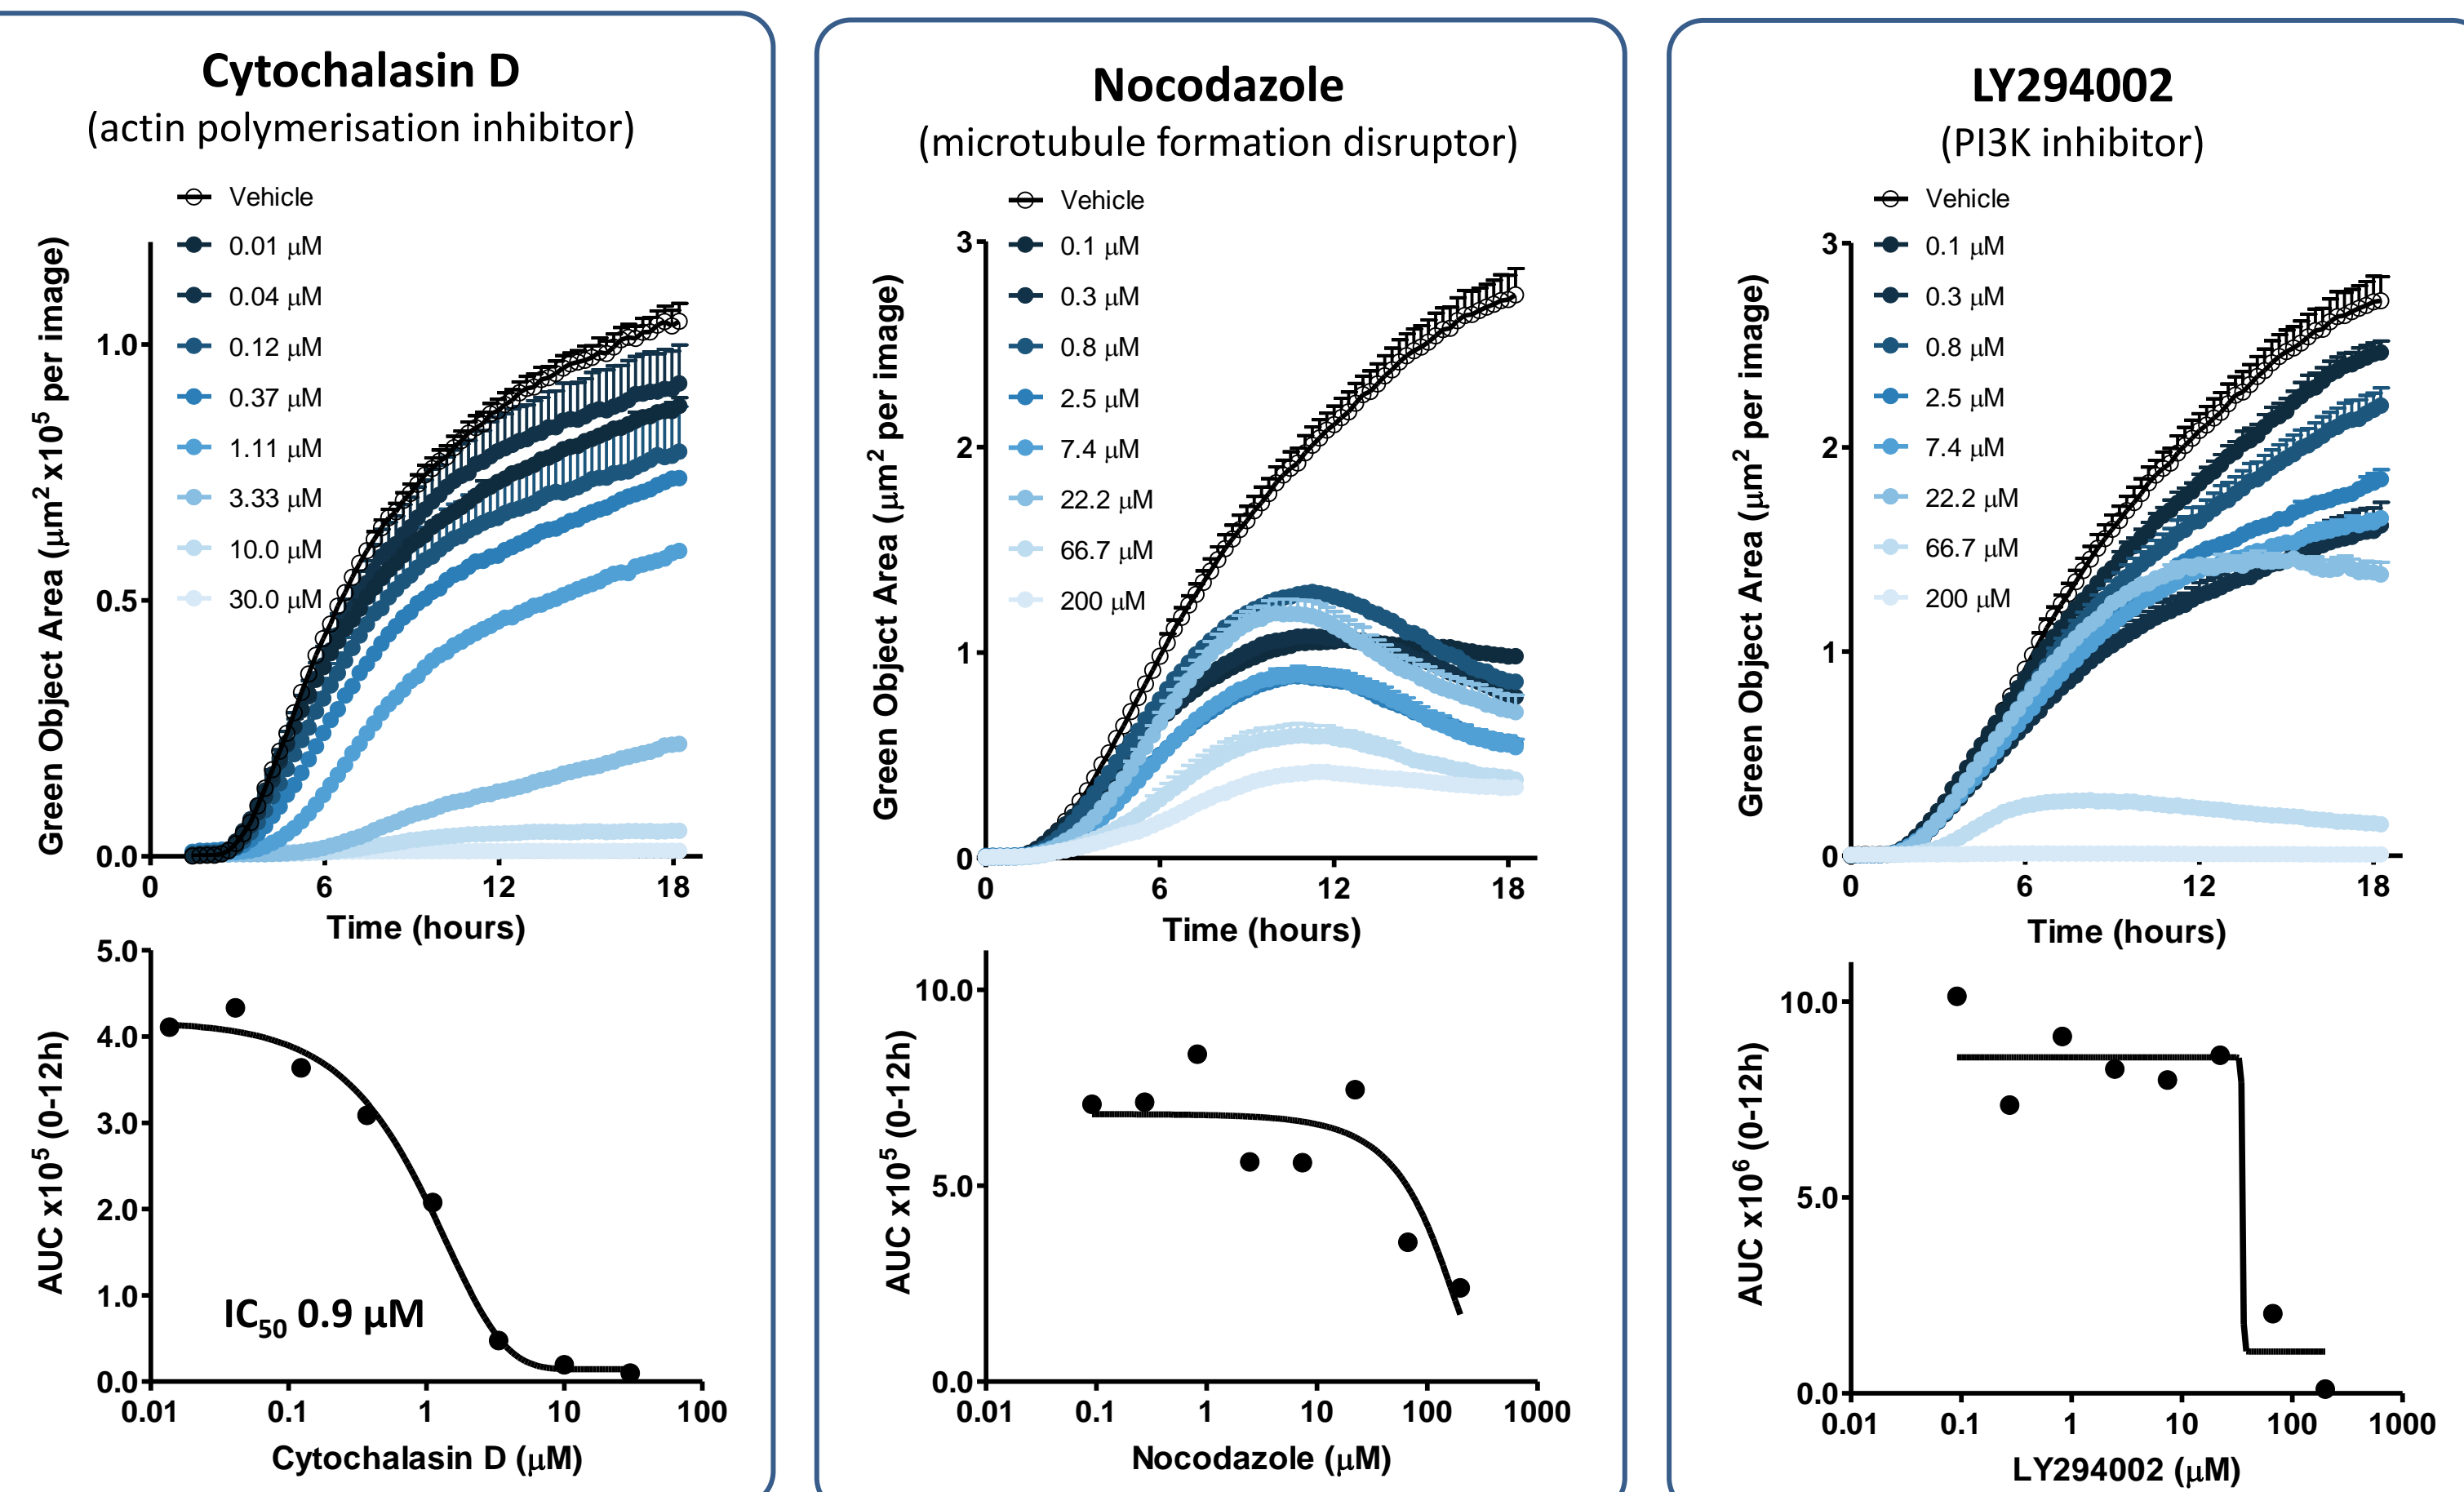 Cytochalasin D
(actin polymerisation inhibitor)
Vehicle
0.01 μM
0.04 μM
0.12 μM
0.37 μM
1.11 μM
3.33 μM
10.0 μM
30.0 μM
Green Object Area (μm² x10⁵ per image)
1.0
0.5
0.0
0 6 12 18
Time (hours)
AUC x10⁵ (0-12h)
5.0
4.0
3.0
2.0
1.0
0.0
IC₅₀ 0.9 μM
0.01 0.1 1 10 100
Cytochalasin D (μM)
Nocodazole
(microtubule formation disruptor)
Vehicle
0.1 μM
0.3 μM
0.8 μM
2.5 μM
7.4 μM
22.2 μM
66.7 μM
200 μM
Green Object Area (μm² per image)
3
2
1
0
0 6 12 18
Time (hours)
AUC x10⁵ (0-12h)
10.0
5.0
0.0
0.01 0.1 1 10 100 1000
Nocodazole (μM)
LY294002
(PI3K inhibitor)
Vehicle
0.1 μM
0.3 μM
0.8 μM
2.5 μM
7.4 μM
22.2 μM
66.7 μM
200 μM
Green Object Area (μm² per image)
3
2
1
0
0 6 12 18
Time (hours)
AUC x10⁶ (0-12h)
10.0
5.0
0.0
0.01 0.1 1 10 100 1000
LY294002 (μM)